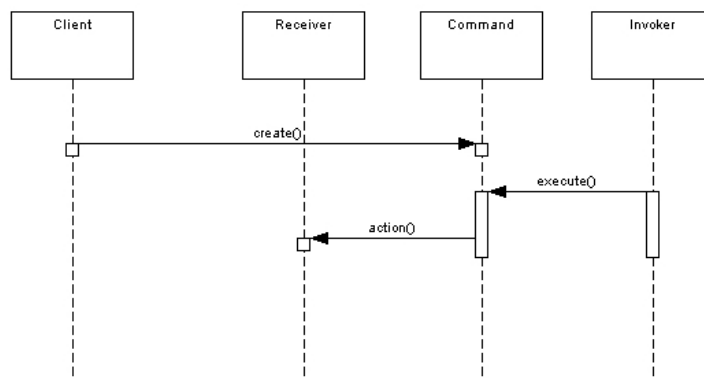 Client
Receiver
Command
Invoker
create()
execute()
action()